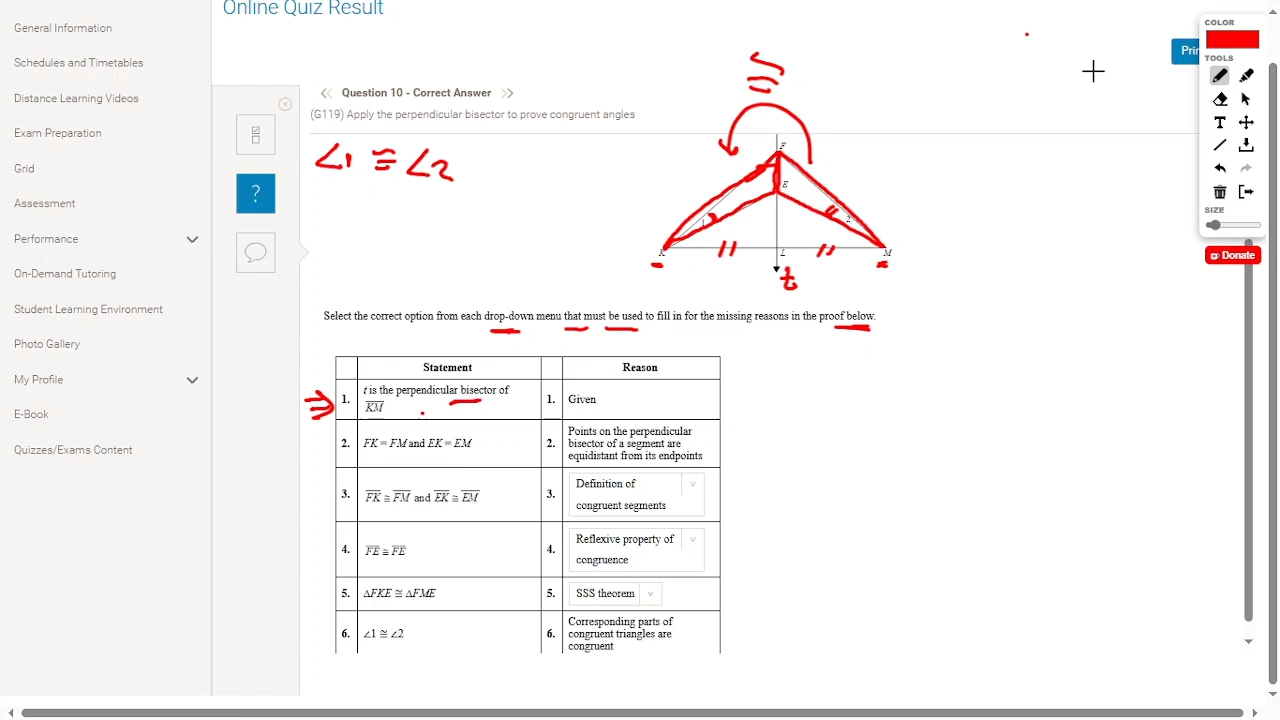 Online Quiz Result
General Information
Schedules and Timetables
Distance Learning Videos
Exam Preparation
Grid
Assessment
Performance
On-Demand Tutoring
Student Learning Environment
Photo Gallery
My Profile
E-Book
Quizzes/Exams Content
?
Question 10 - Correct Answer
(G119) Apply the perpendicular bisector to prove congruent angles
Prin
∠1 ≅ ∠2
F
E
1
2
K
L
M
t
Select the correct option from each drop-down menu that must be used to fill in for the missing reasons in the proof below.
Statement Reason
1. t is the perpendicular bisector of KM 1. Given
2. FK = FM and EK = EM 2. Points on the perpendicular
bisector of a segment are
equidistant from its endpoints
3. FK ≅ FM and EK ≅ EM 3. Definition of
congruent segments
4. FE ≅ FE 4. Reflexive property of
congruence
5. ΔFKE ≅ ΔFME 5. SSS theorem
6. ∠1 ≅ ∠2 6. Corresponding parts of
congruent triangles are
congruent
COLOR
TOOLS
T
SIZE
Donate